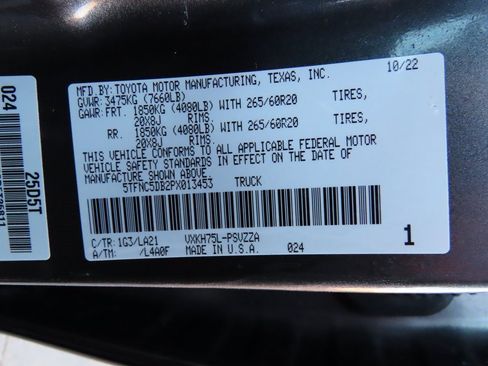 MFD.BY:TOYOTA MOTOR MANUFACTURING, TEXAS, INC. 10/22
GVWR: 3475KG (7660LB)
GAWR: FRT. 1850KG (4080LB) WITH 265/60R20 TIRES,
20X8J RIMS
RR. 1850KG (4080LB) WITH 265/60R20 TIRES,
20X8J RIMS.
THIS VEHICLE CONFORMS TO ALL APPLICABLE FEDERAL MOTOR
VEHICLE SAFETY STANDARDS IN EFFECT ON THE DATE OF
MANUFACTURE SHOWN ABOVE.
5TFNC5DB2PX013453 TRUCK
C/TR:1G3/LA21 VXKH75L-PSVZZA
A/TM: /L4A0F MADE IN U.S.A. 024 1
024
25D5T